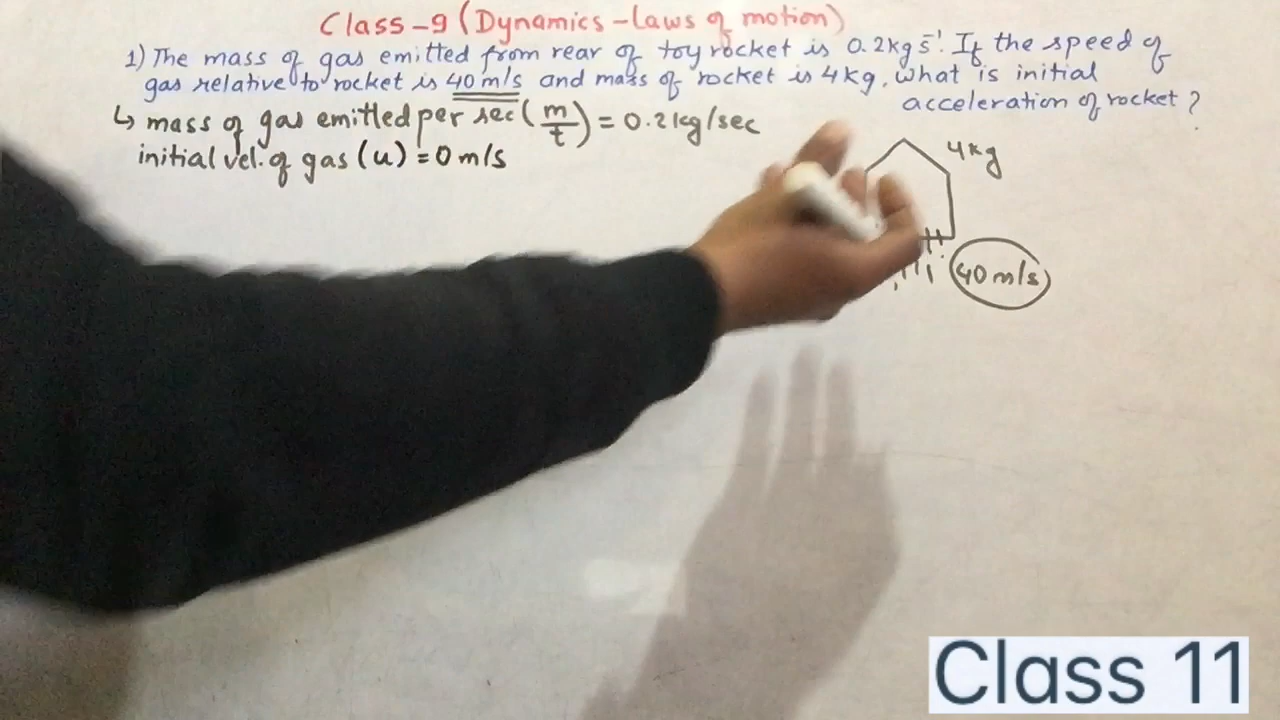 Class-9 (Dynamics-Laws of motion)
1) The mass of gas emitted from rear of toy rocket is 0.2kg s⁻¹. If the speed of
gas relative to rocket is 40 m/s and mass of rocket is 4 kg. What is initial
acceleration of rocket ?
↳ mass of gas emitted per sec (m/t) = 0.2 kg/sec
initial vel. of gas (u) = 0 m/s
4kg
40 m/s
Class 11